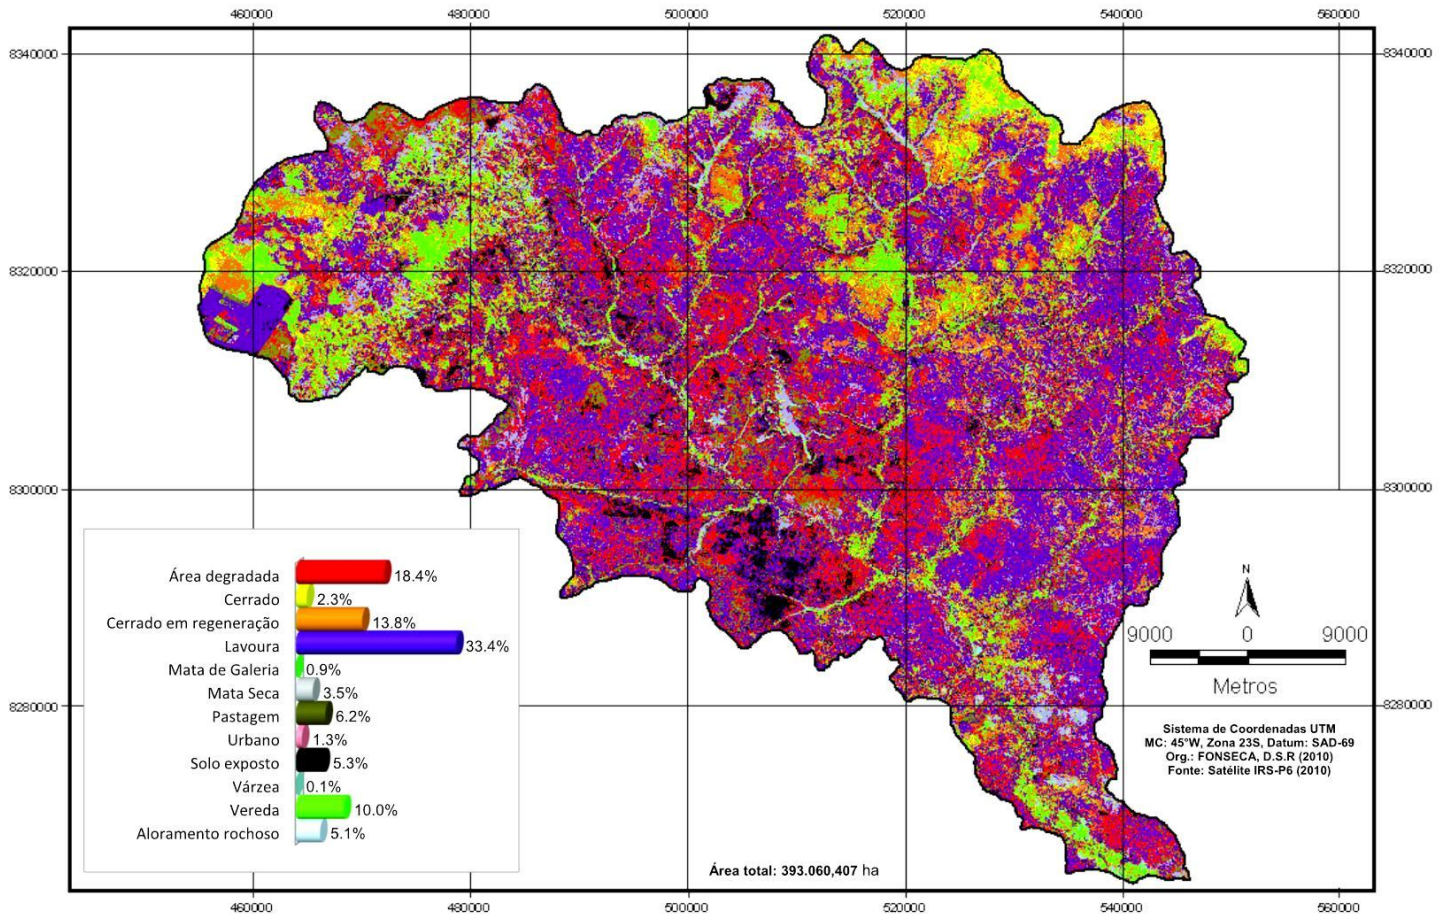 460000 480000 500000 520000 540000 560000
8340000 8340000
8320000 8320000
8300000 8300000
8280000 8280000
Área degradada 18.4%
Cerrado 2.3%
Cerrado em regeneração 13.8%
Lavoura 33.4%
Mata de Galeria 0.9%
Mata Seca 3.5%
Pastagem 6.2%
Urbano 1.3%
Solo exposto 5.3%
Várzea 0.1%
Vereda 10.0%
Aloramento rochoso 5.1%
N
9000 0 9000
Metros
Sistema de Coordenadas UTM
MC: 45°W, Zona 23S, Datum: SAD-69
Org.: FONSECA, D.S.R (2010)
Fonte: Satélite IRS-P6 (2010)
Área total: 393.060,407 ha
460000 480000 500000 520000 540000 560000